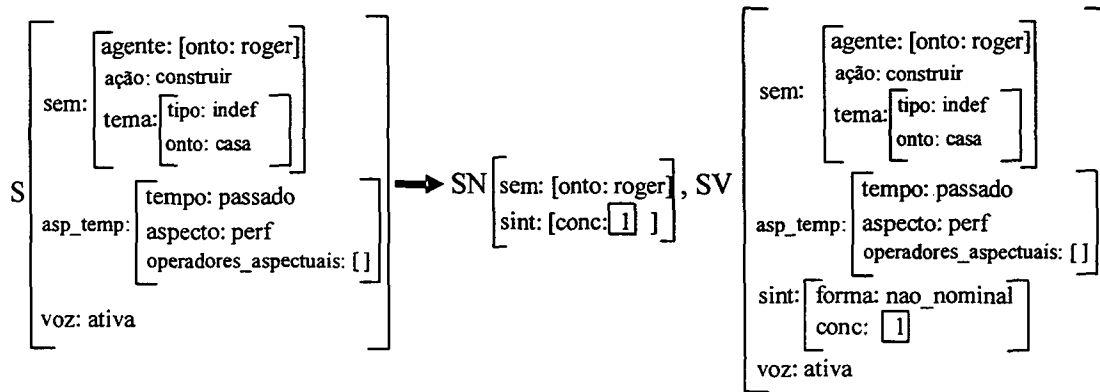 S
sem:
agente: [onto: roger]
ação: construir
tema:
tipo: indef
onto: casa
asp_temp:
tempo: passado
aspecto: perf
operadores_aspectuais: [ ]
voz: ativa
→
SN
sem: [onto: roger]
sint: [conc: 1 ]
, SV
sem:
agente: [onto: roger]
ação: construir
tema:
tipo: indef
onto: casa
asp_temp:
tempo: passado
aspecto: perf
operadores_aspectuais: [ ]
sint:
forma: nao_nominal
conc: 1
voz: ativa